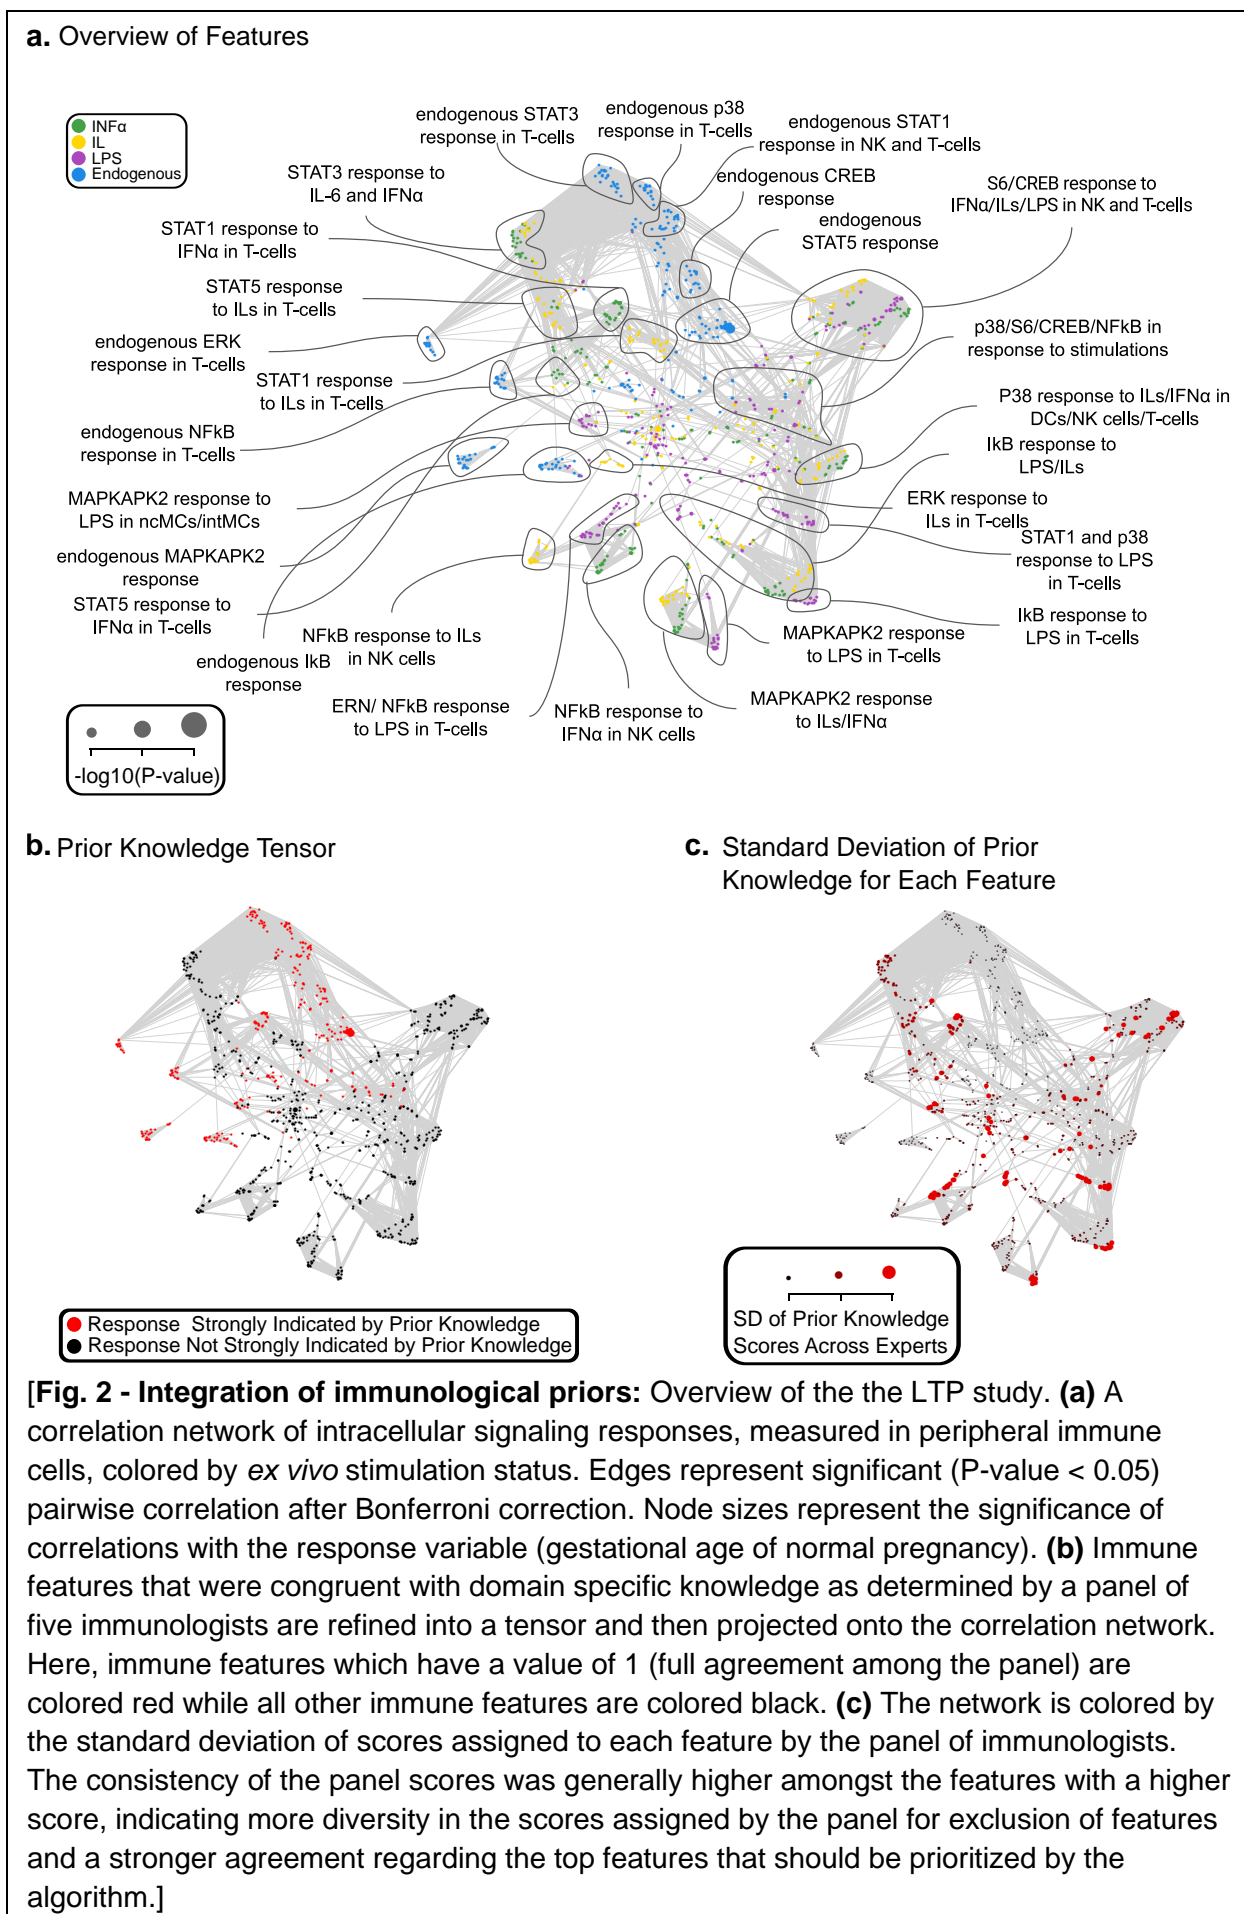 a. Overview of Features
INFα
IL
LPS
Endogenous
endogenous STAT3
response in T-cells
endogenous p38
response in T-cells
endogenous STAT1
response in NK and T-cells
STAT3 response to
IL-6 and IFNα
endogenous CREB
response
S6/CREB response to
IFNα/ILs/LPS in NK and T-cells
STAT1 response to
IFNα in T-cells
endogenous
STAT5 response
STAT5 response
to ILs in T-cells
p38/S6/CREB/NFkB in
response to stimulations
endogenous ERK
response in T-cells
STAT1 response
to ILs in T-cells
P38 response to ILs/IFNα in
DCs/NK cells/T-cells
endogenous NFkB
response in T-cells
IkB response to
LPS/ILs
MAPKAPK2 response to
LPS in ncMCs/intMCs
ERK response to
ILs in T-cells
endogenous MAPKAPK2
response
STAT1 and p38
response to LPS
in T-cells
STAT5 response to
IFNα in T-cells
IkB response to
LPS in T-cells
NFkB response to ILs
in NK cells
MAPKAPK2 response
to LPS in T-cells
endogenous IkB
response
ERN/ NFkB response
to LPS in T-cells
NFkB response to
IFNα in NK cells
MAPKAPK2 response
to ILs/IFNα
-log10(P-value)
b. Prior Knowledge Tensor
c. Standard Deviation of Prior
Knowledge for Each Feature
Response Strongly Indicated by Prior Knowledge
Response Not Strongly Indicated by Prior Knowledge
SD of Prior Knowledge
Scores Across Experts
[Fig. 2 - Integration of immunological priors: Overview of the the LTP study. (a) A
correlation network of intracellular signaling responses, measured in peripheral immune
cells, colored by ex vivo stimulation status. Edges represent significant (P-value < 0.05)
pairwise correlation after Bonferroni correction. Node sizes represent the significance of
correlations with the response variable (gestational age of normal pregnancy). (b) Immune
features that were congruent with domain specific knowledge as determined by a panel of
five immunologists are refined into a tensor and then projected onto the correlation network.
Here, immune features which have a value of 1 (full agreement among the panel) are
colored red while all other immune features are colored black. (c) The network is colored by
the standard deviation of scores assigned to each feature by the panel of immunologists.
The consistency of the panel scores was generally higher amongst the features with a higher
score, indicating more diversity in the scores assigned by the panel for exclusion of features
and a stronger agreement regarding the top features that should be prioritized by the
algorithm.]